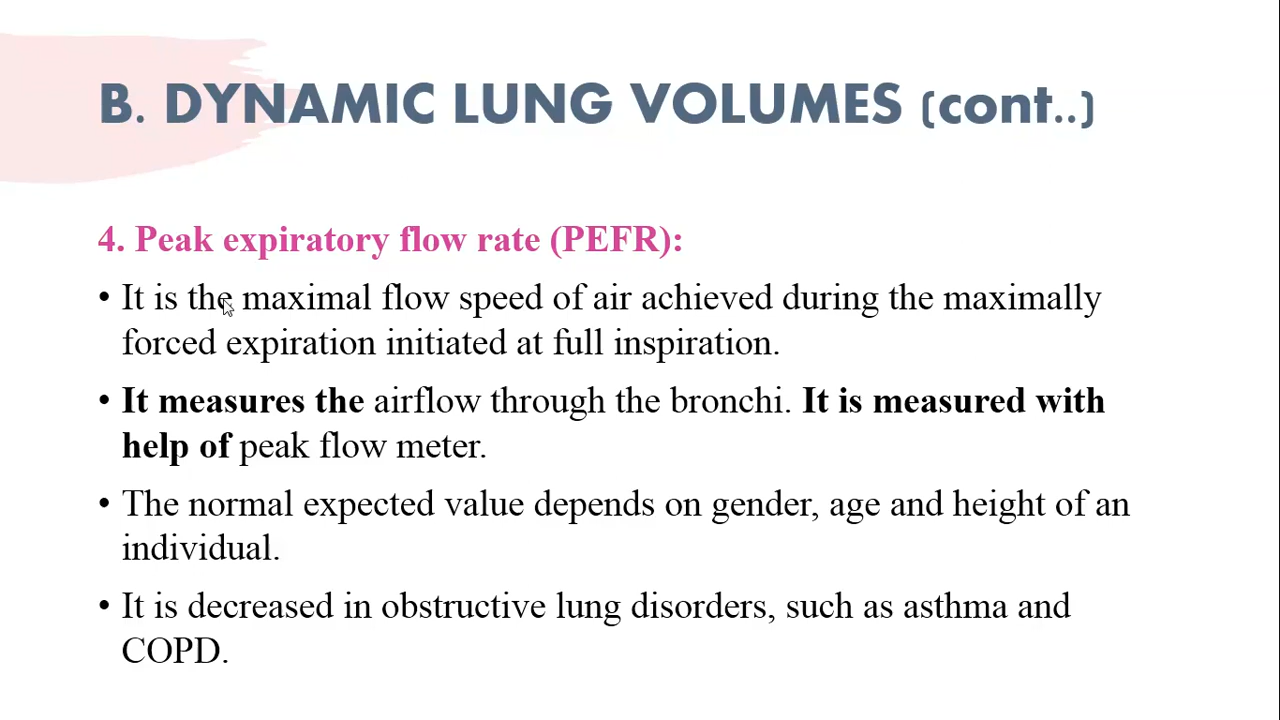 B. DYNAMIC LUNG VOLUMES (cont..)
4. Peak expiratory flow rate (PEFR):
• It is the maximal flow speed of air achieved during the maximally
forced expiration initiated at full inspiration.
• It measures the airflow through the bronchi. It is measured with
help of peak flow meter.
• The normal expected value depends on gender, age and height of an
individual.
• It is decreased in obstructive lung disorders, such as asthma and
COPD.